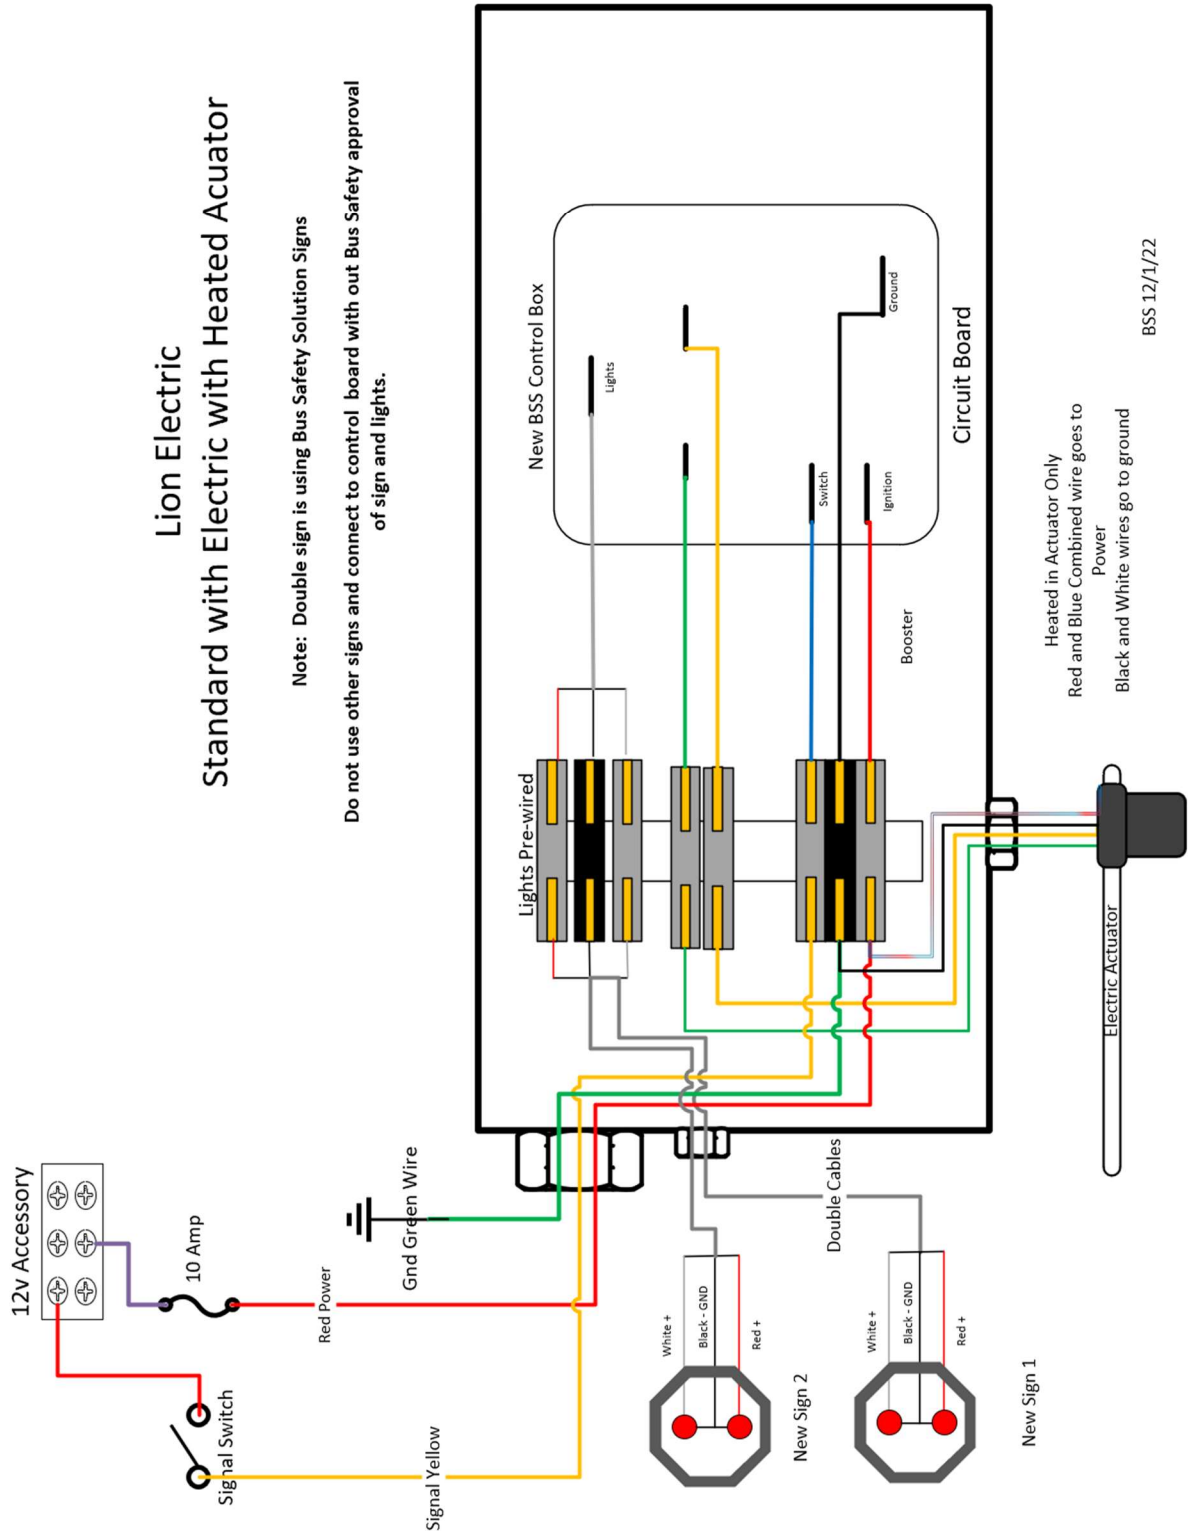 Lion Electric
Standard with Electric with Heated Acuator
Note: Double sign is using Bus Safety Solution Signs
Do not use other signs and connect to control board with out Bus Safety approval
of sign and lights.
12v Accessory
10 Amp
Signal Switch
Red Power
Signal Yellow
Gnd Green Wire
New BSS Control Box
Lights Pre-wired
Lights
Switch
Ground
Ignition
Booster
Circuit Board
Double Cables
White +
Black - GND
Red +
New Sign 2
White +
Black - GND
Red +
New Sign 1
Electric Actuator
Heated in Actuator Only
Red and Blue Combined wire goes to
Power
Black and White wires go to ground
BSS 12/1/22